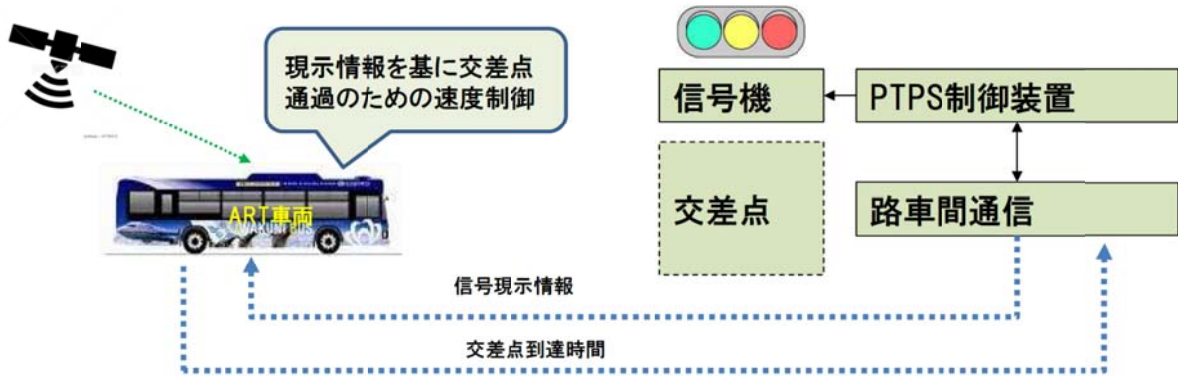 現示情報を基に交差点
通過のための速度制御
信号機
PTPS制御装置
ART車両
IWAKUNI BUS
交差点
路車間通信
信号現示情報
交差点到達時間